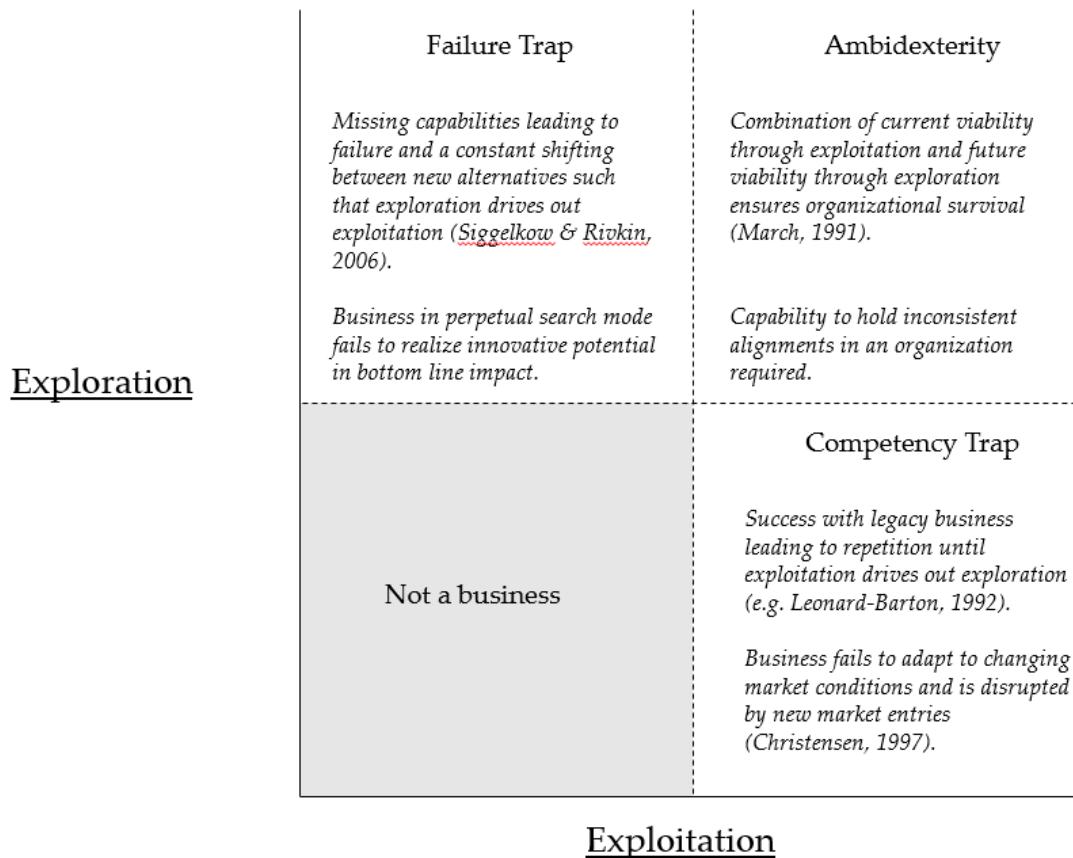 Failure Trap
Missing capabilities leading to
failure and a constant shifting
between new alternatives such
that exploration drives out
exploitation (Siggelkow & Rivkin,
2006).
Business in perpetual search mode
fails to realize innovative potential
in bottom line impact.
Ambidexterity
Combination of current viability
through exploitation and future
viability through exploration
ensures organizational survival
(March, 1991).
Capability to hold inconsistent
alignments in an organization
required.
Exploration
Not a business
Competency Trap
Success with legacy business
leading to repetition until
exploitation drives out exploration
(e.g. Leonard-Barton, 1992).
Business fails to adapt to changing
market conditions and is disrupted
by new market entries
(Christensen, 1997).
Exploitation